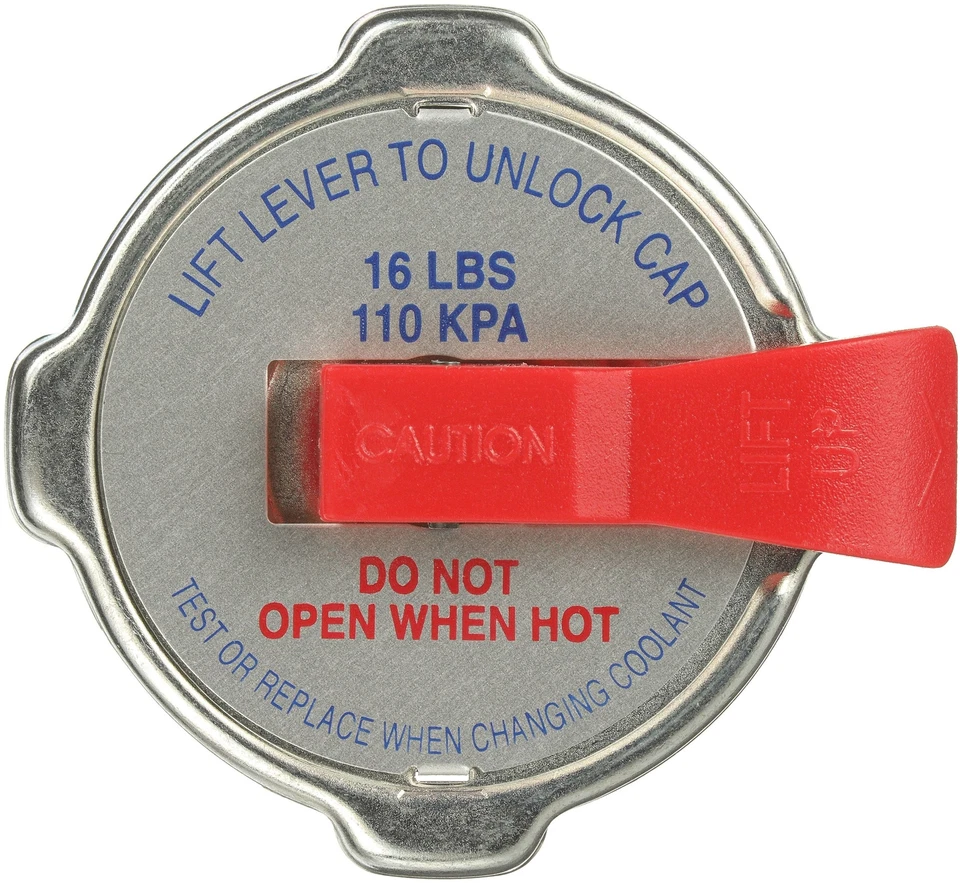 LIFT LEVER TO UNLOCK CAP
16 LBS
110 KPA
CAUTION
LIFT
UP
DO NOT
OPEN WHEN HOT
TEST OR REPLACE WHEN CHANGING COOLANT